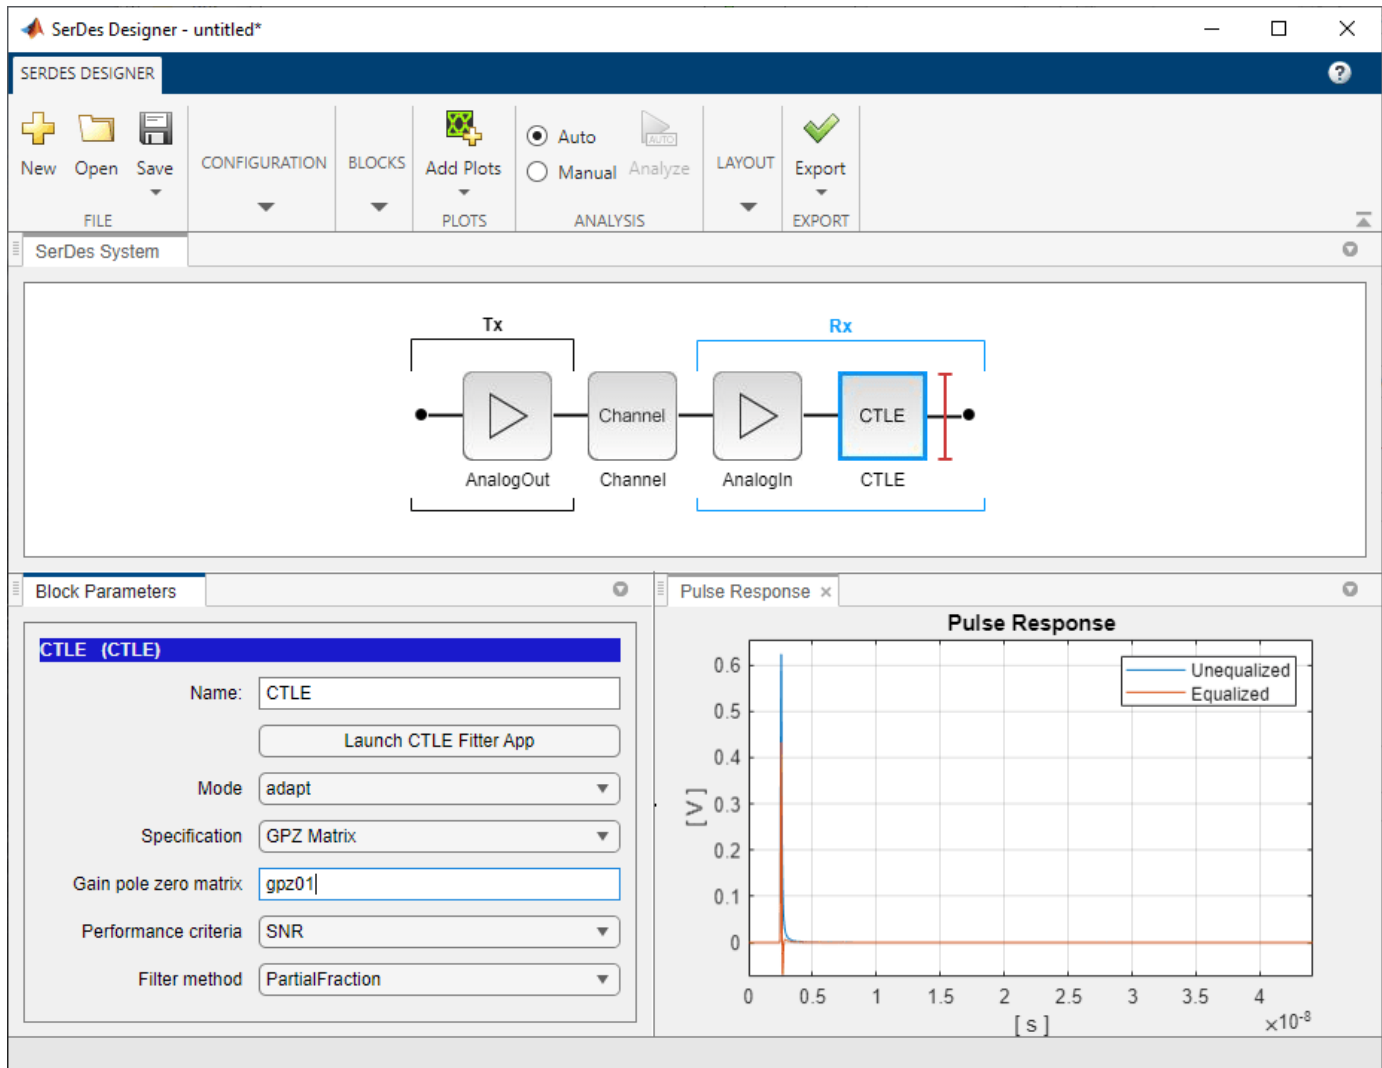 SerDes Designer - untitled*
SERDES DESIGNER
New
Open
Save
CONFIGURATION
BLOCKS
Add Plots
Auto
Manual
AUTO
Analyze
LAYOUT
Export
FILE
PLOTS
ANALYSIS
EXPORT
SerDes System
Tx
Rx
Channel
CTLE
AnalogOut
Channel
AnalogIn
CTLE
Block Parameters
CTLE (CTLE)
Name:
CTLE
Launch CTLE Fitter App
Mode
adapt
Specification
GPZ Matrix
Gain pole zero matrix
gpz01
Performance criteria
SNR
Filter method
PartialFraction
Pulse Response
Pulse Response
Unequalized
Equalized
0.6
0.5
0.4
0.3
0.2
0.1
0
[ V ]
0 0.5 1 1.5 2 2.5 3 3.5 4
×10-8
[ s ]